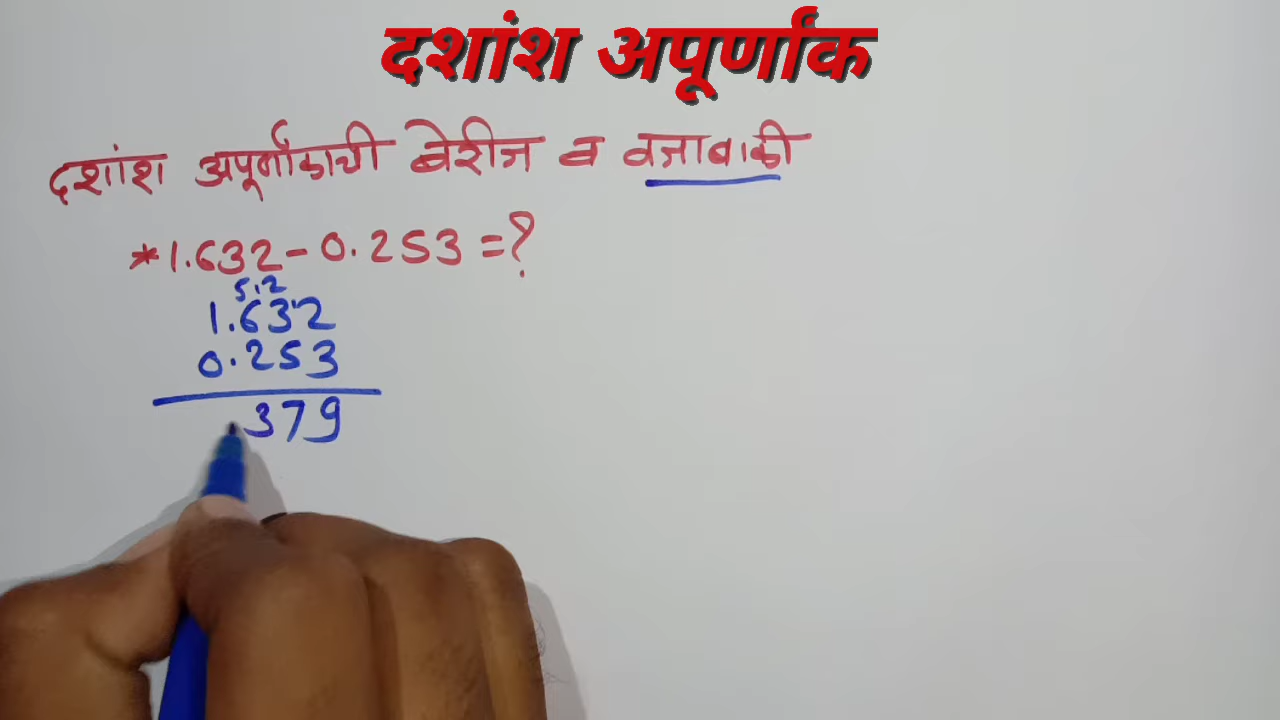 दशांश अपूर्णांक
दशांश अपूर्णांकाची बेरीज व वजाबाकी
*1.632-0.253=?
5.12
1.632
0.253
379